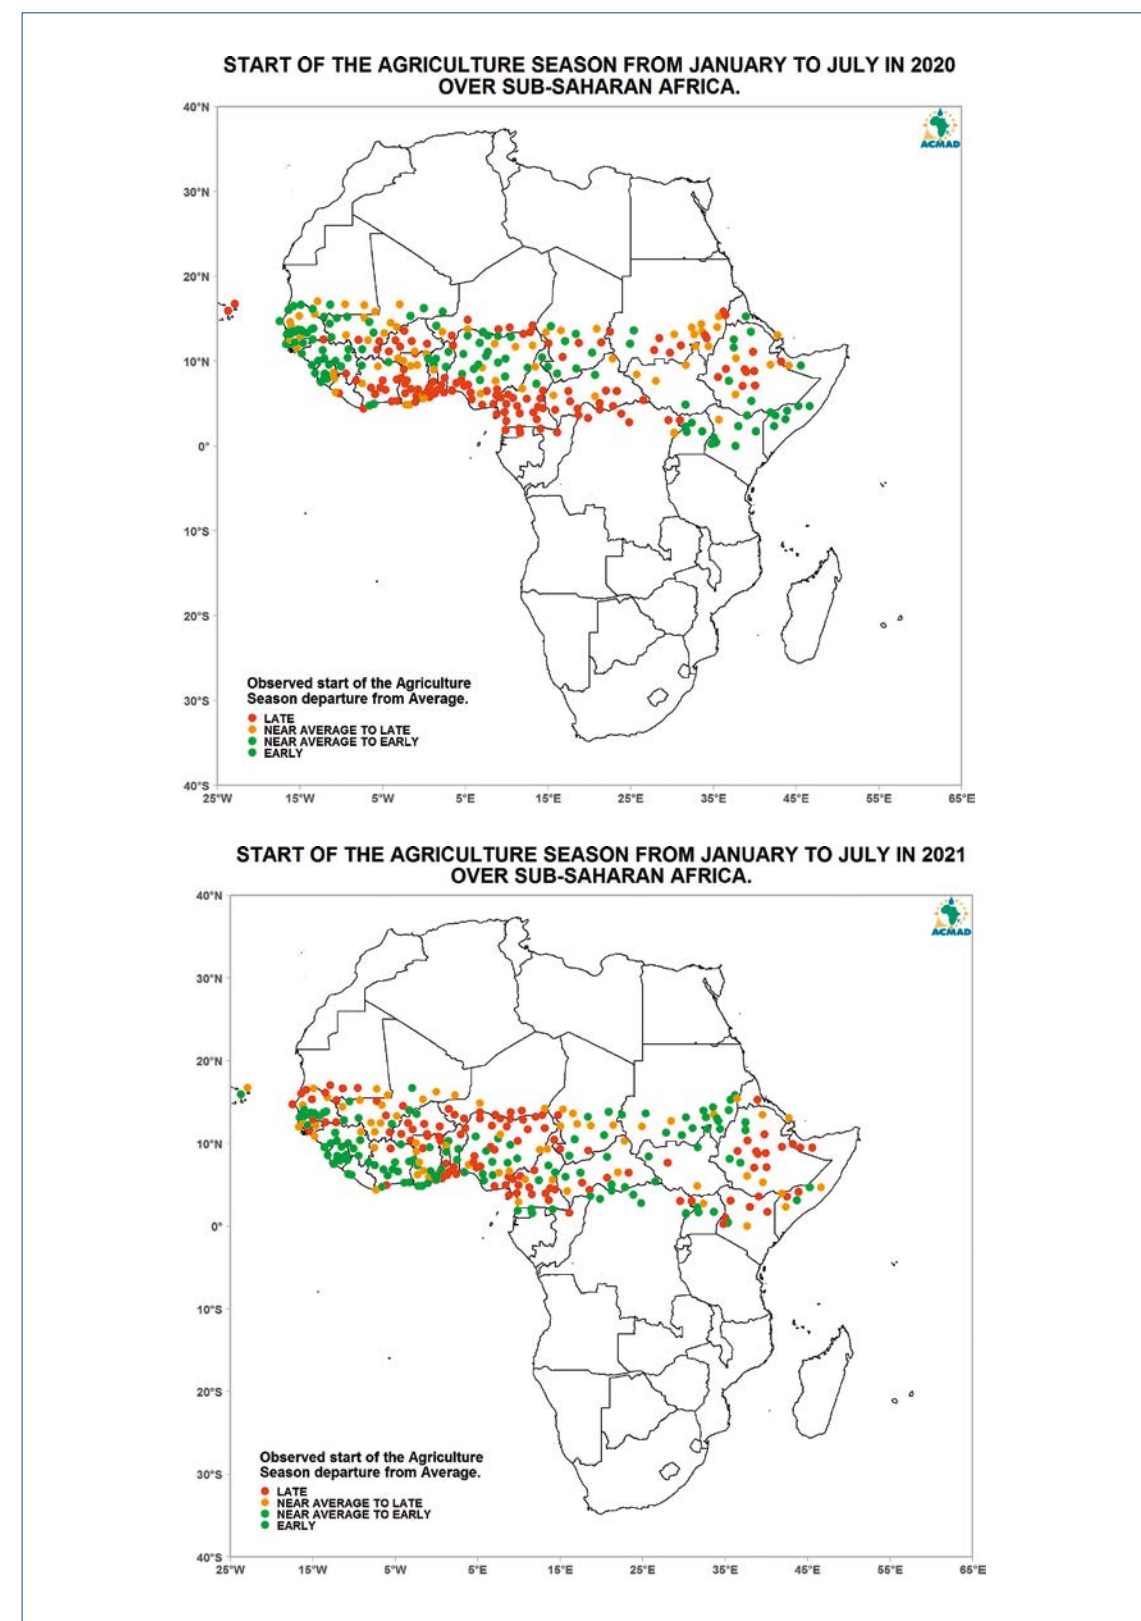 START OF THE AGRICULTURE SEASON FROM JANUARY TO JULY IN 2020
OVER SUB-SAHARAN AFRICA.
40°N
ACMAD
30°N
20°N
10°N
0°
10°S
20°S
30°S
40°S
Observed start of the Agriculture
Season departure from Average.
LATE
NEAR AVERAGE TO LATE
NEAR AVERAGE TO EARLY
EARLY
25°W 15°W 5°W 5°E 15°E 25°E 35°E 45°E 55°E 65°E
START OF THE AGRICULTURE SEASON FROM JANUARY TO JULY IN 2021
OVER SUB-SAHARAN AFRICA.
40°N
ACMAD
30°N
20°N
10°N
0°
10°S
20°S
30°S
40°S
Observed start of the Agriculture
Season departure from Average.
LATE
NEAR AVERAGE TO LATE
NEAR AVERAGE TO EARLY
EARLY
25°W 15°W 5°W 5°E 15°E 25°E 35°E 45°E 55°E 65°E